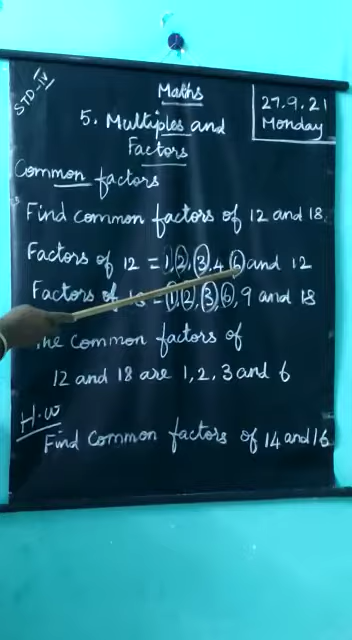 STD-IV
Maths
27.9.21
Monday
5. Multiples and
Factors
Common factors
Find common factors of 12 and 18.
Factors of 12 = 1, 2, 3, 4, 6 and 12
Factors of = 1, 2, 3, 6, 9 and 18
The common factors of
12 and 18 are 1, 2, 3 and 6
H.W
Find common factors of 14 and 16